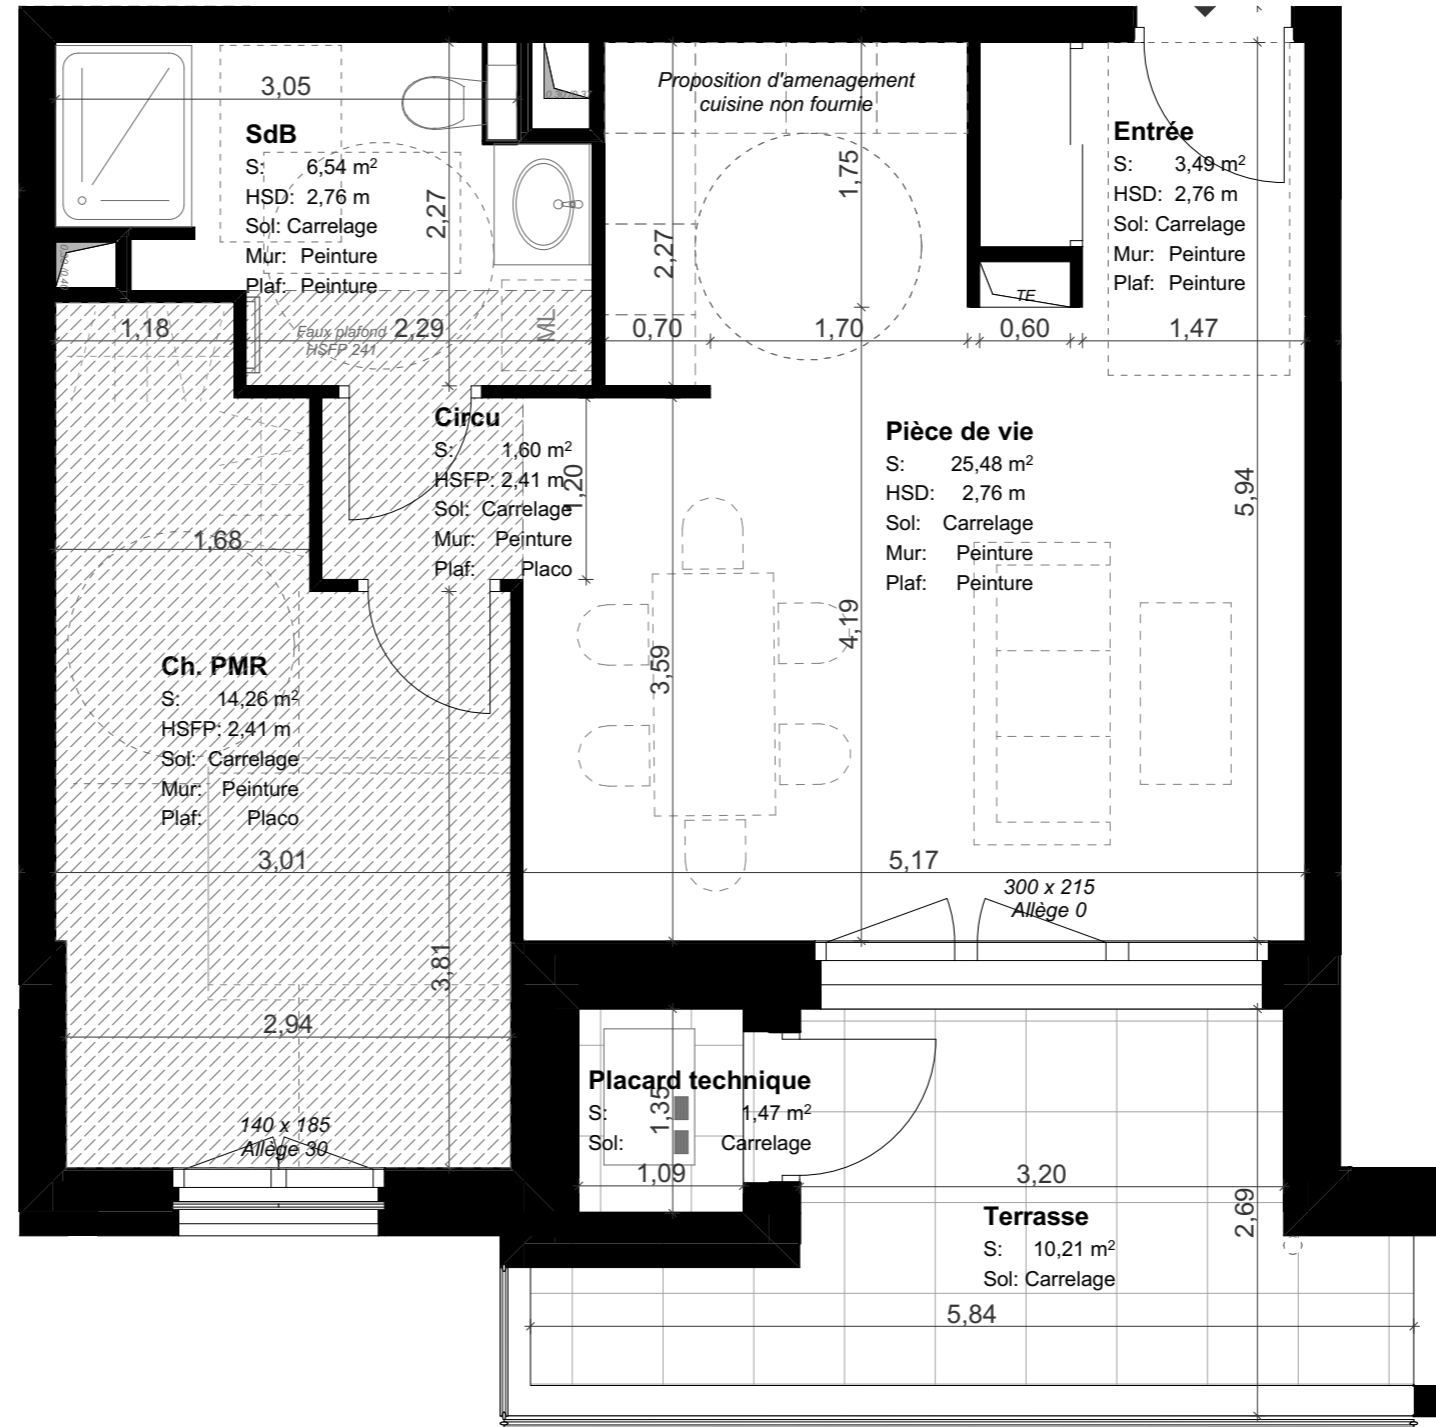 Proposition d'amenagement
cuisine non fournie
3,05
SdB
S: 6,54 m²
HSD: 2,76 m
Sol: Carrelage
Mur: Peinture
Plaf: Peinture
2,27
2,27
1,75
Entrée
S: 3,49 m²
HSD: 2,76 m
Sol: Carrelage
Mur: Peinture
Plaf: Peinture
TE
1,18
Faux plafond
HSFP 241
2,29
ML
0,70
1,70
0,60
1,47
Circu
S: 1,60 m²
HSFP: 2,41 m
Sol: Carrelage
Mur: Peinture
Plaf: Placo
1,20
Pièce de vie
S: 25,48 m²
HSD: 2,76 m
Sol: Carrelage
Mur: Peinture
Plaf: Peinture
5,94
1,68
4,19
3,59
Ch. PMR
S: 14,26 m²
HSFP: 2,41 m
Sol: Carrelage
Mur: Peinture
Plaf: Placo
3,01
5,17
300 x 215
Allège 0
3,81
2,94
140 x 185
Allège 30
Placard technique
S: 1,47 m²
Sol: Carrelage
1,35
1,09
3,20
2,69
Terrasse
S: 10,21 m²
Sol: Carrelage
5,84